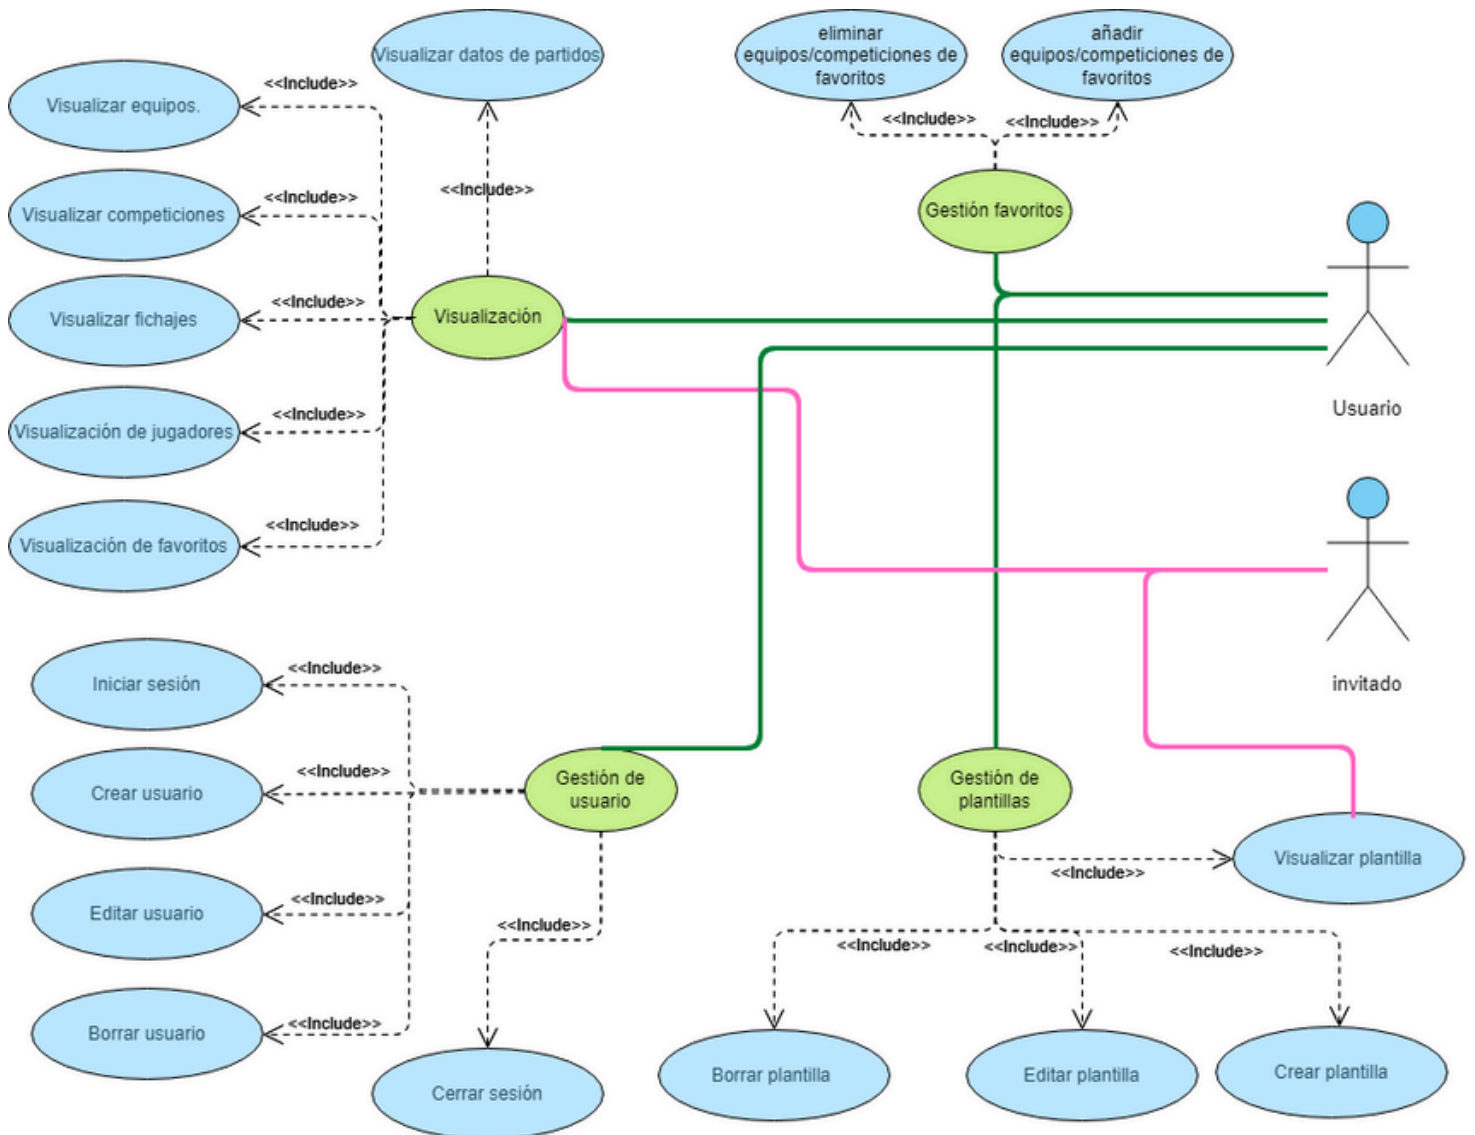 Visualizar datos de partidos
eliminar
equipos/competiciones de
favoritos
añadir
equipos/competiciones de
favoritos
<<Include>>
Visualizar equipos.
<<Include>>
<<Include>>
<<Include>>
<<Include>>
Visualizar competiciones
<<Include>>
Gestión favoritos
<<Include>>
Visualizar fichajes
Visualización
Usuario
<<Include>>
Visualización de jugadores
<<Include>>
Visualización de favoritos
invitado
<<Include>>
Iniciar sesión
<<Include>>
Crear usuario
Gestión de
usuario
Gestión de
plantillas
Visualizar plantilla
<<Include>>
<<Include>>
Editar usuario
<<Include>>
<<Include>>
<<Include>>
<<Include>>
<<Include>>
Borrar usuario
Cerrar sesión
Borrar plantilla
Editar plantilla
Crear plantilla